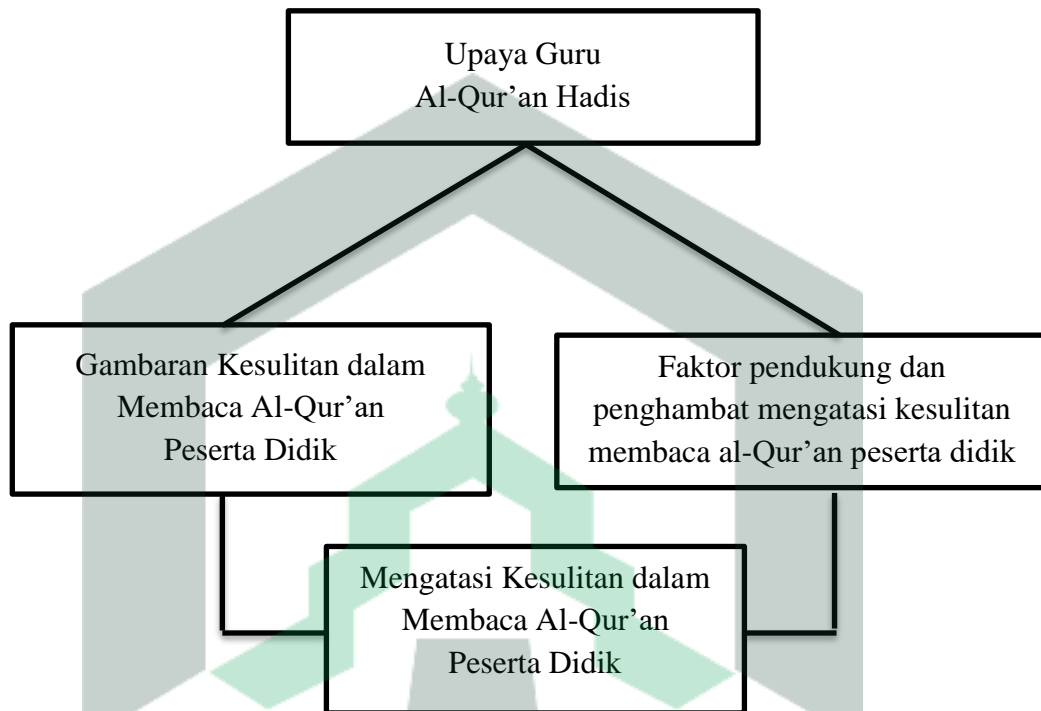 Upaya Guru
Al-Qur’an Hadis
Gambaran Kesulitan dalam
Membaca Al-Qur’an
Peserta Didik
Faktor pendukung dan
penghambat mengatasi kesulitan
membaca al-Qur’an peserta didik
Mengatasi Kesulitan dalam
Membaca Al-Qur’an
Peserta Didik